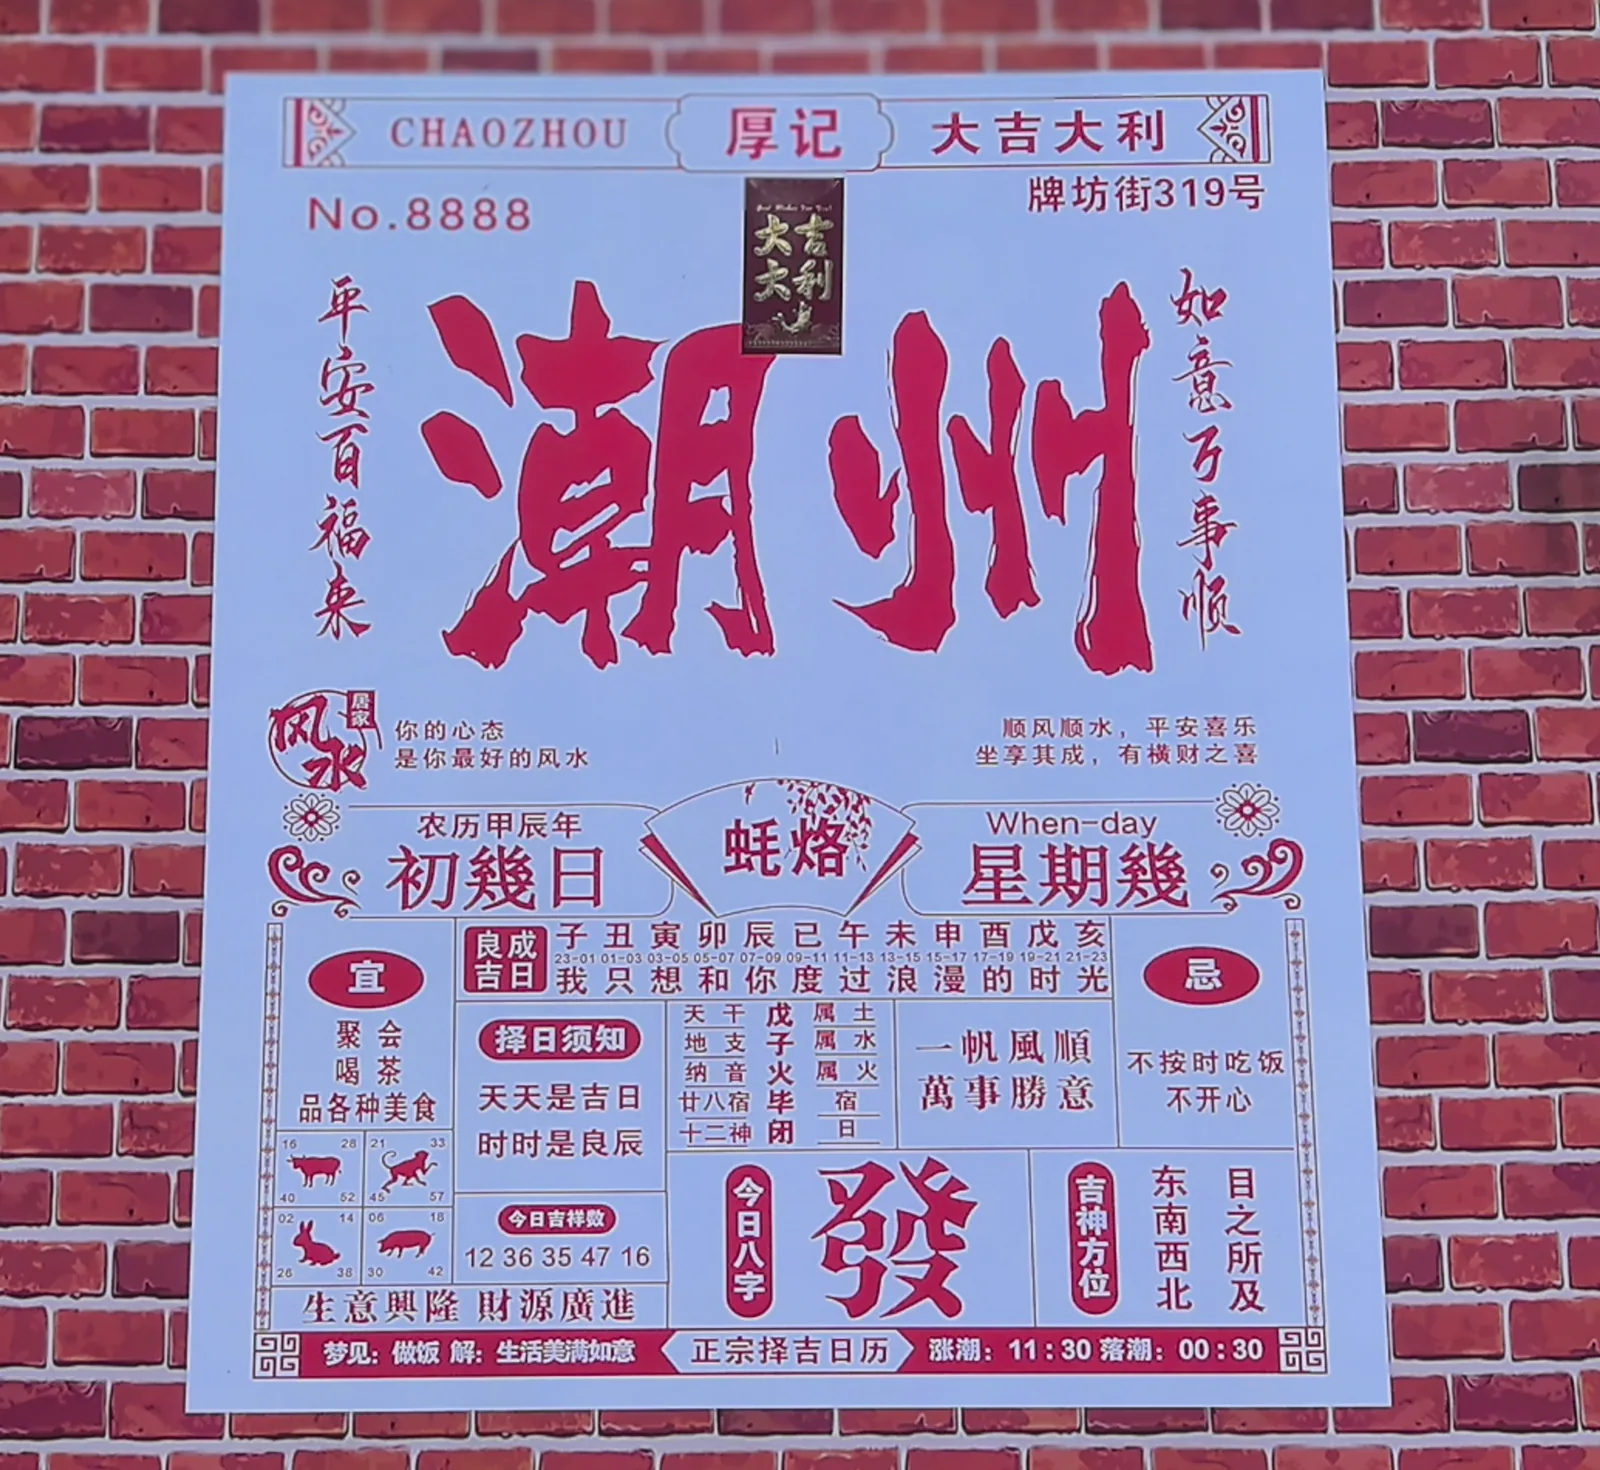 CHAOZHOU 厚记 大吉大利
No.8888
牌坊街319号
大吉
大利
平安百福来
潮州
如意万事顺
居家
风水
你的心态
是你最好的风水
顺风顺水，平安喜乐
坐享其成，有横财之喜
农历甲辰年
初幾日
蚝烙
When-day
星期幾
宜
聚会
喝茶
品各种美食
良成
吉日
子 丑 寅 卯 辰 已 午 未 申 酉 戊 亥
23-01 01-03 03-05 05-07 07-09 09-11 11-13 13-15 15-17 17-19 19-21 21-23
我 只 想 和 你 度 过 浪 漫 的 时 光
忌
不按时吃饭
不开心
择日须知
天天是吉日
时时是良辰
天干 戊 属土
地支 子 属水
纳音 火 属火
廿八宿 毕 宿
十二神 闭 日
一帆風順
萬事勝意
16 28 21 33
40 52 45 57
02 14 06 18
26 38 30 42
今日吉祥数
12 36 35 47 16
生意興隆 財源廣進
今日八字
發
吉神方位
东南西北
目之所及
梦见：做饭 解：生活美满如意
正宗择吉日历
涨潮：11：30 落潮：00：30